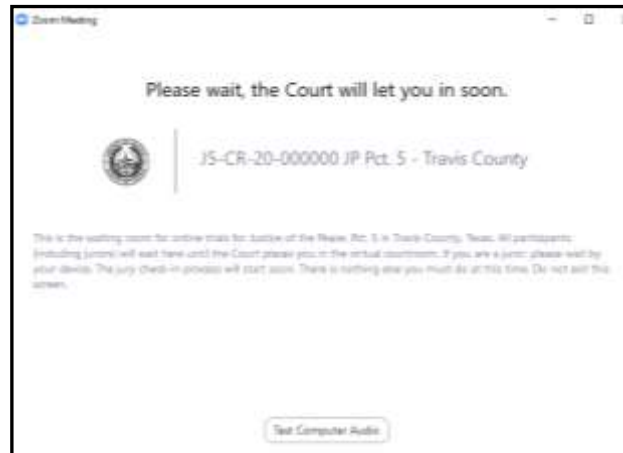 Zoom Meeting
Please wait, the Court will let you in soon.
J5-CR-20-000000 JP Pct. 5 - Travis County
This is the waiting room for online trials for Justice of the Peace, Pct. 5 in Travis County, Texas. All participants
(including jurors) will wait here until the Court places you in the virtual courtroom. If you are a juror, please wait by
your device. The jury check-in process will start soon. There is nothing else you must do at this time. Do not exit this
screen.
Test Computer Audio